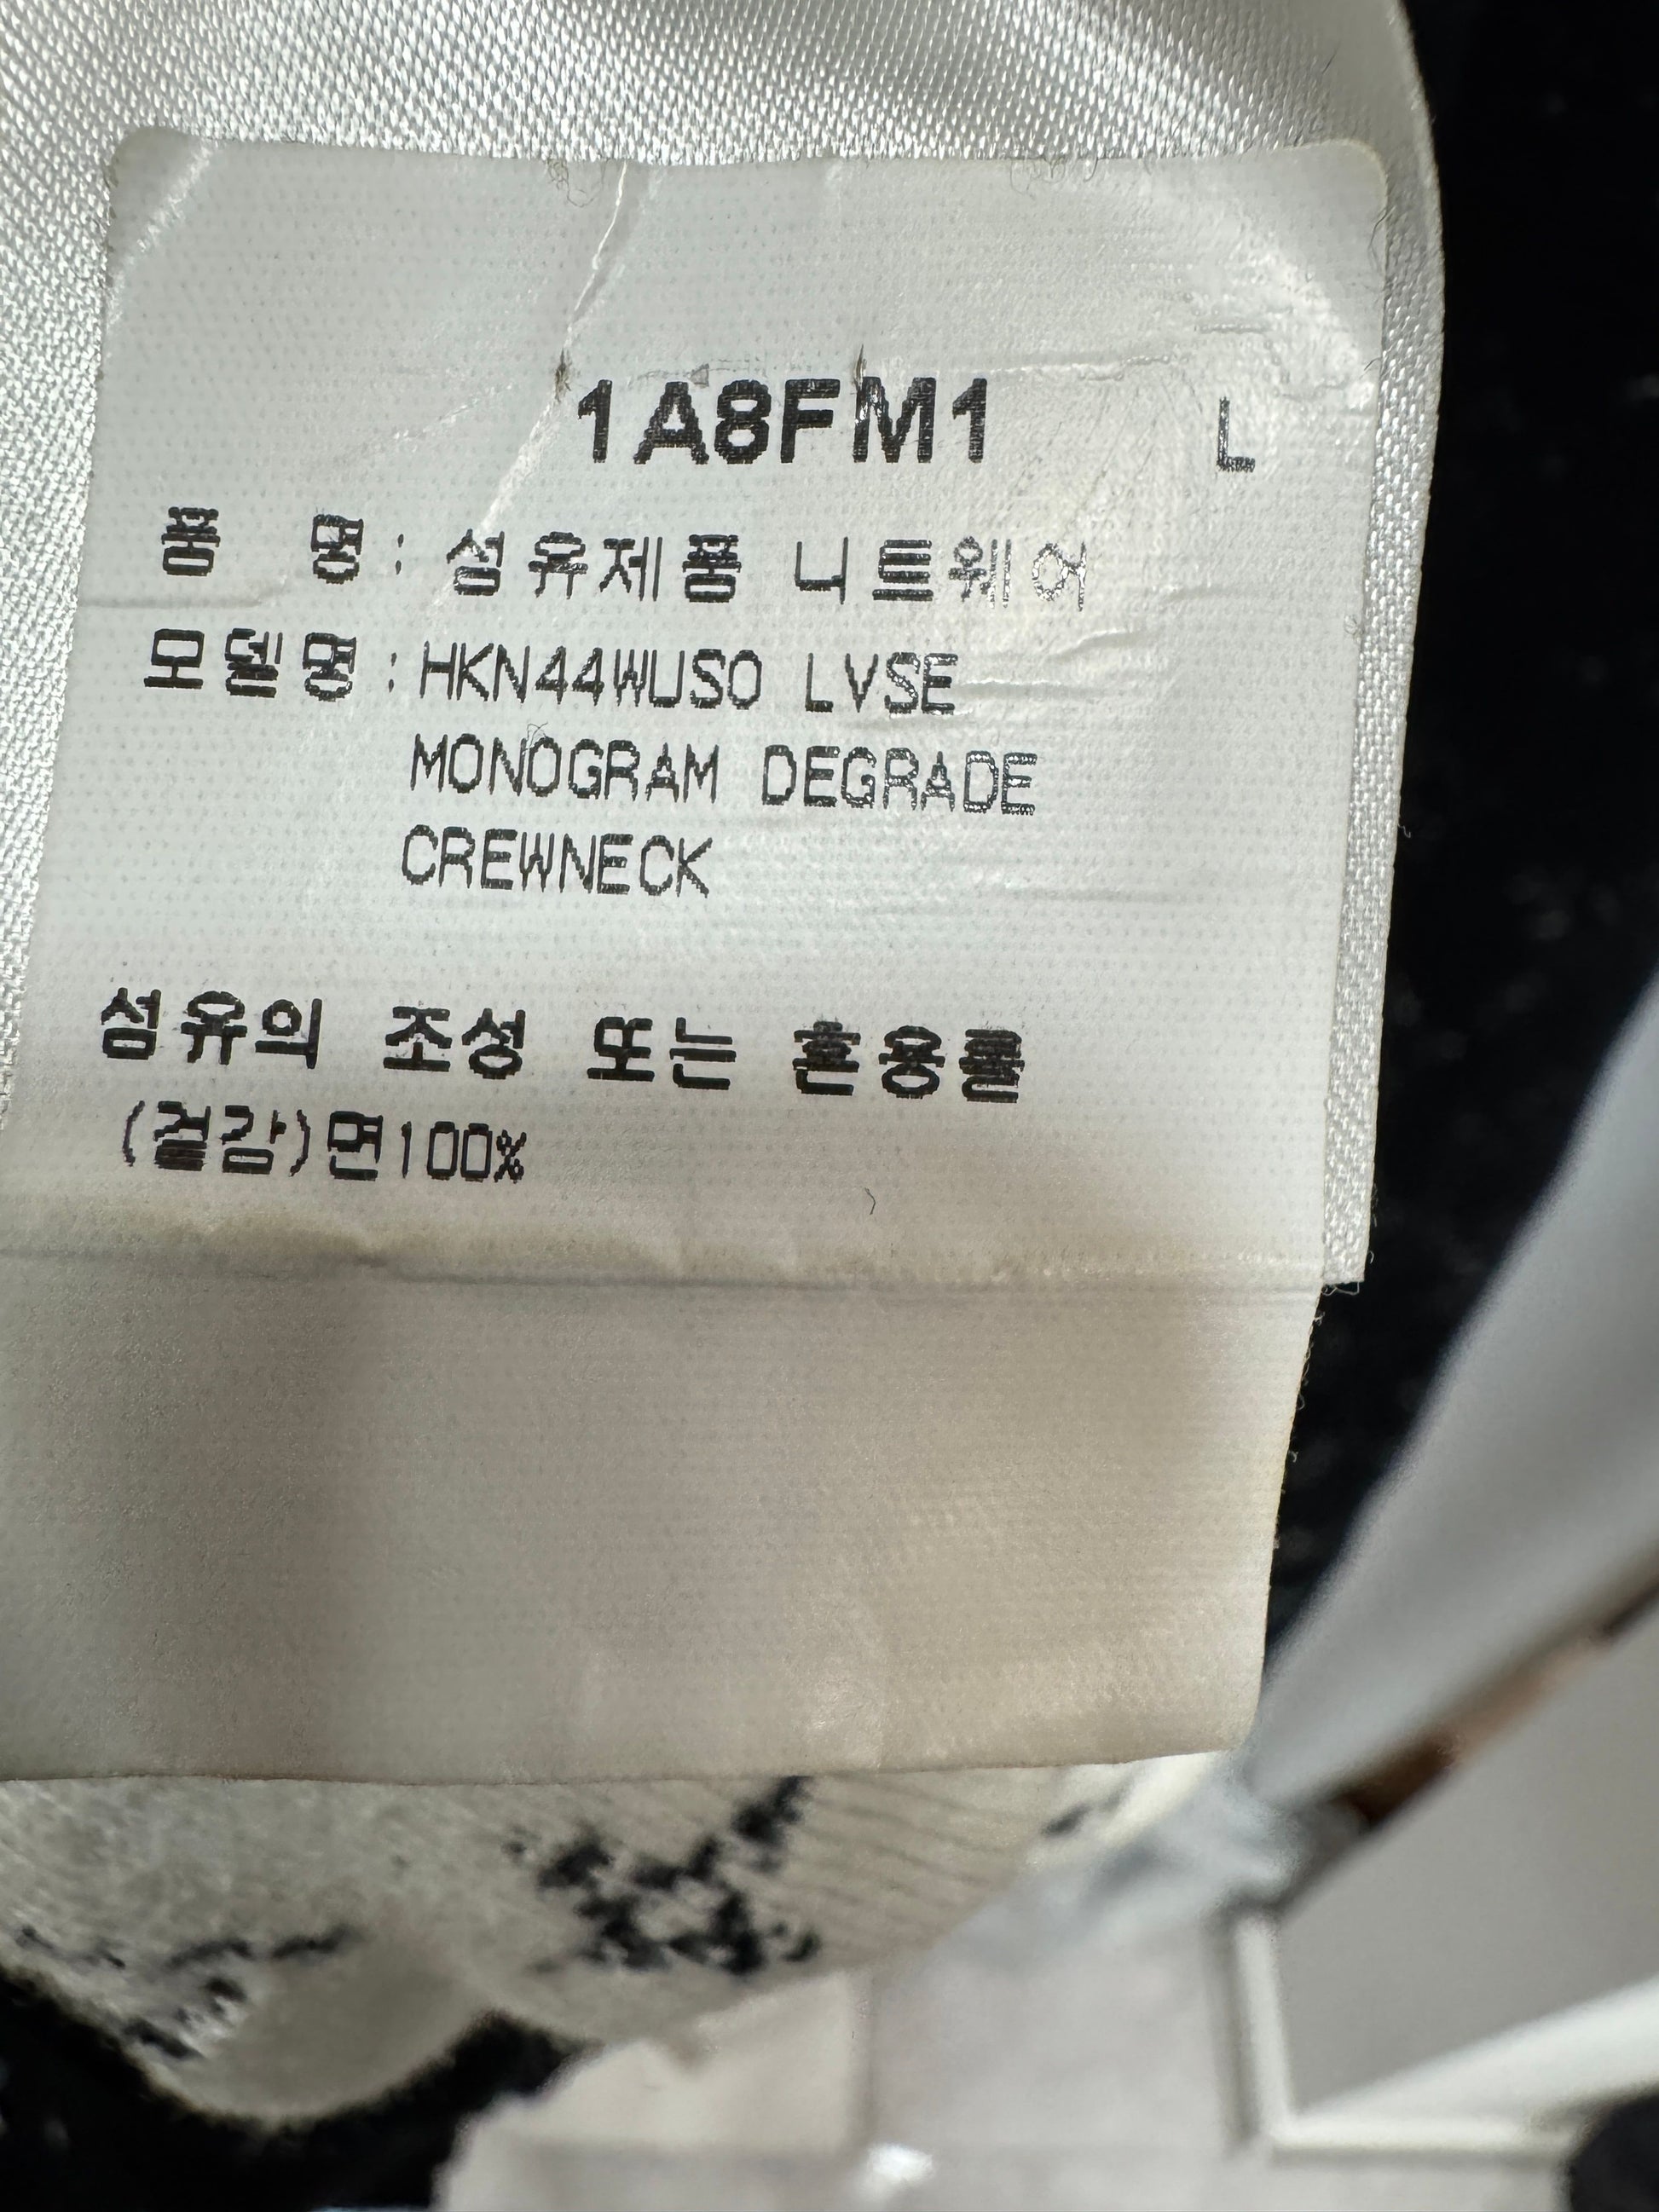 1A8FM1 L
품 명 : 섬유제품 니트웨어
모델명 : HKN44WUSO LVSE
MONOGRAM DEGRADE
CREWNECK
섬유의 조성 또는 혼용률
(겉감)면100%